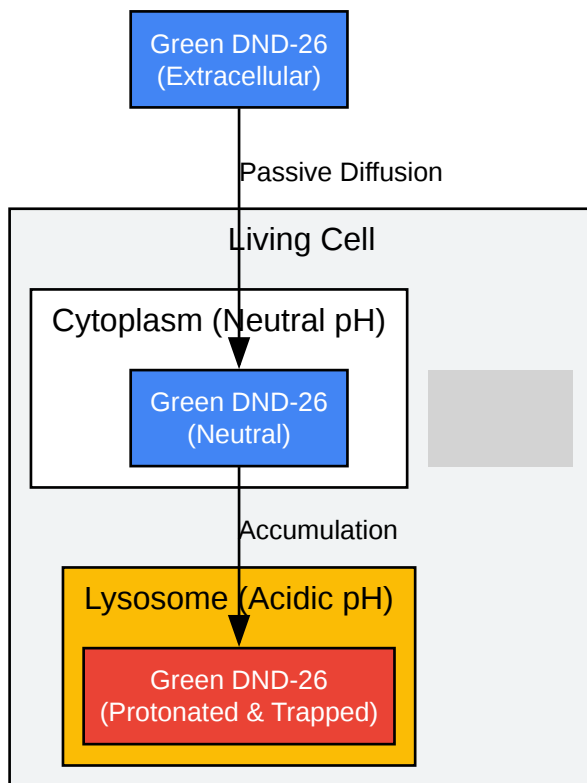 Green DND-26
(Extracellular)
Passive Diffusion
Living Cell
Cytoplasm (Neutral pH)
Green DND-26
(Neutral)
Accumulation
Lysosome (Acidic pH)
Green DND-26
(Protonated & Trapped)